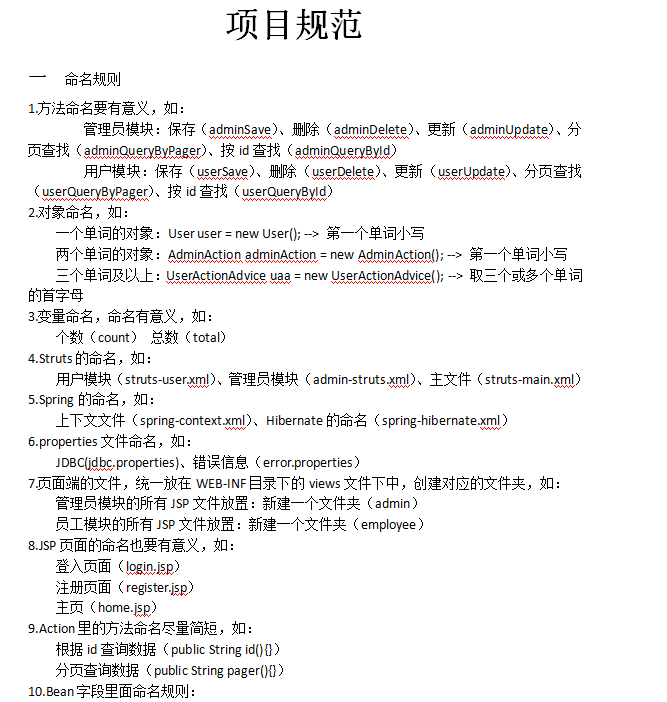 项目规范
一 命名规则
1.方法命名要有意义，如：
管理员模块：保存（adminSave）、删除（adminDelete）、更新（adminUpdate）、分
页查找（adminQueryByPager）、按 id 查找（adminQueryById）
用户模块：保存（userSave）、删除（userDelete）、更新（userUpdate）、分页查找
（userQueryByPager）、按 id 查找（userQueryById）
2.对象命名，如：
一个单词的对象：User user = new User(); --> 第一个单词小写
两个单词的对象：AdminAction adminAction = new AdminAction(); --> 第一个单词小写
三个单词及以上：UserActionAdvice uaa = new UserActionAdvice(); --> 取三个或多个单词
的首字母
3.变量命名，命名有意义，如：
个数（count） 总数（total）
4.Struts 的命名，如：
用户模块（struts-user.xml）、管理员模块（admin-struts.xml）、主文件（struts-main.xml）
5.Spring 的命名，如：
上下文文件（spring-context.xml）、Hibernate 的命名（spring-hibernate.xml）
6.properties 文件命名，如：
JDBC(jdbc.properties)、错误信息（error.properties）
7.页面端的文件，统一放在 WEB-INF 目录下的 views 文件下中，创建对应的文件夹，如：
管理员模块的所有 JSP 文件放置：新建一个文件夹（admin）
员工模块的所有 JSP 文件放置：新建一个文件夹（employee）
8.JSP 页面的命名也要有意义，如：
登入页面（login.jsp）
注册页面（register.jsp）
主页（home.jsp）
9.Action 里的方法命名尽量简短，如：
根据 id 查询数据（public String id(){}）
分页查询数据（public String pager(){}）
10.Bean 字段里面命名规则：